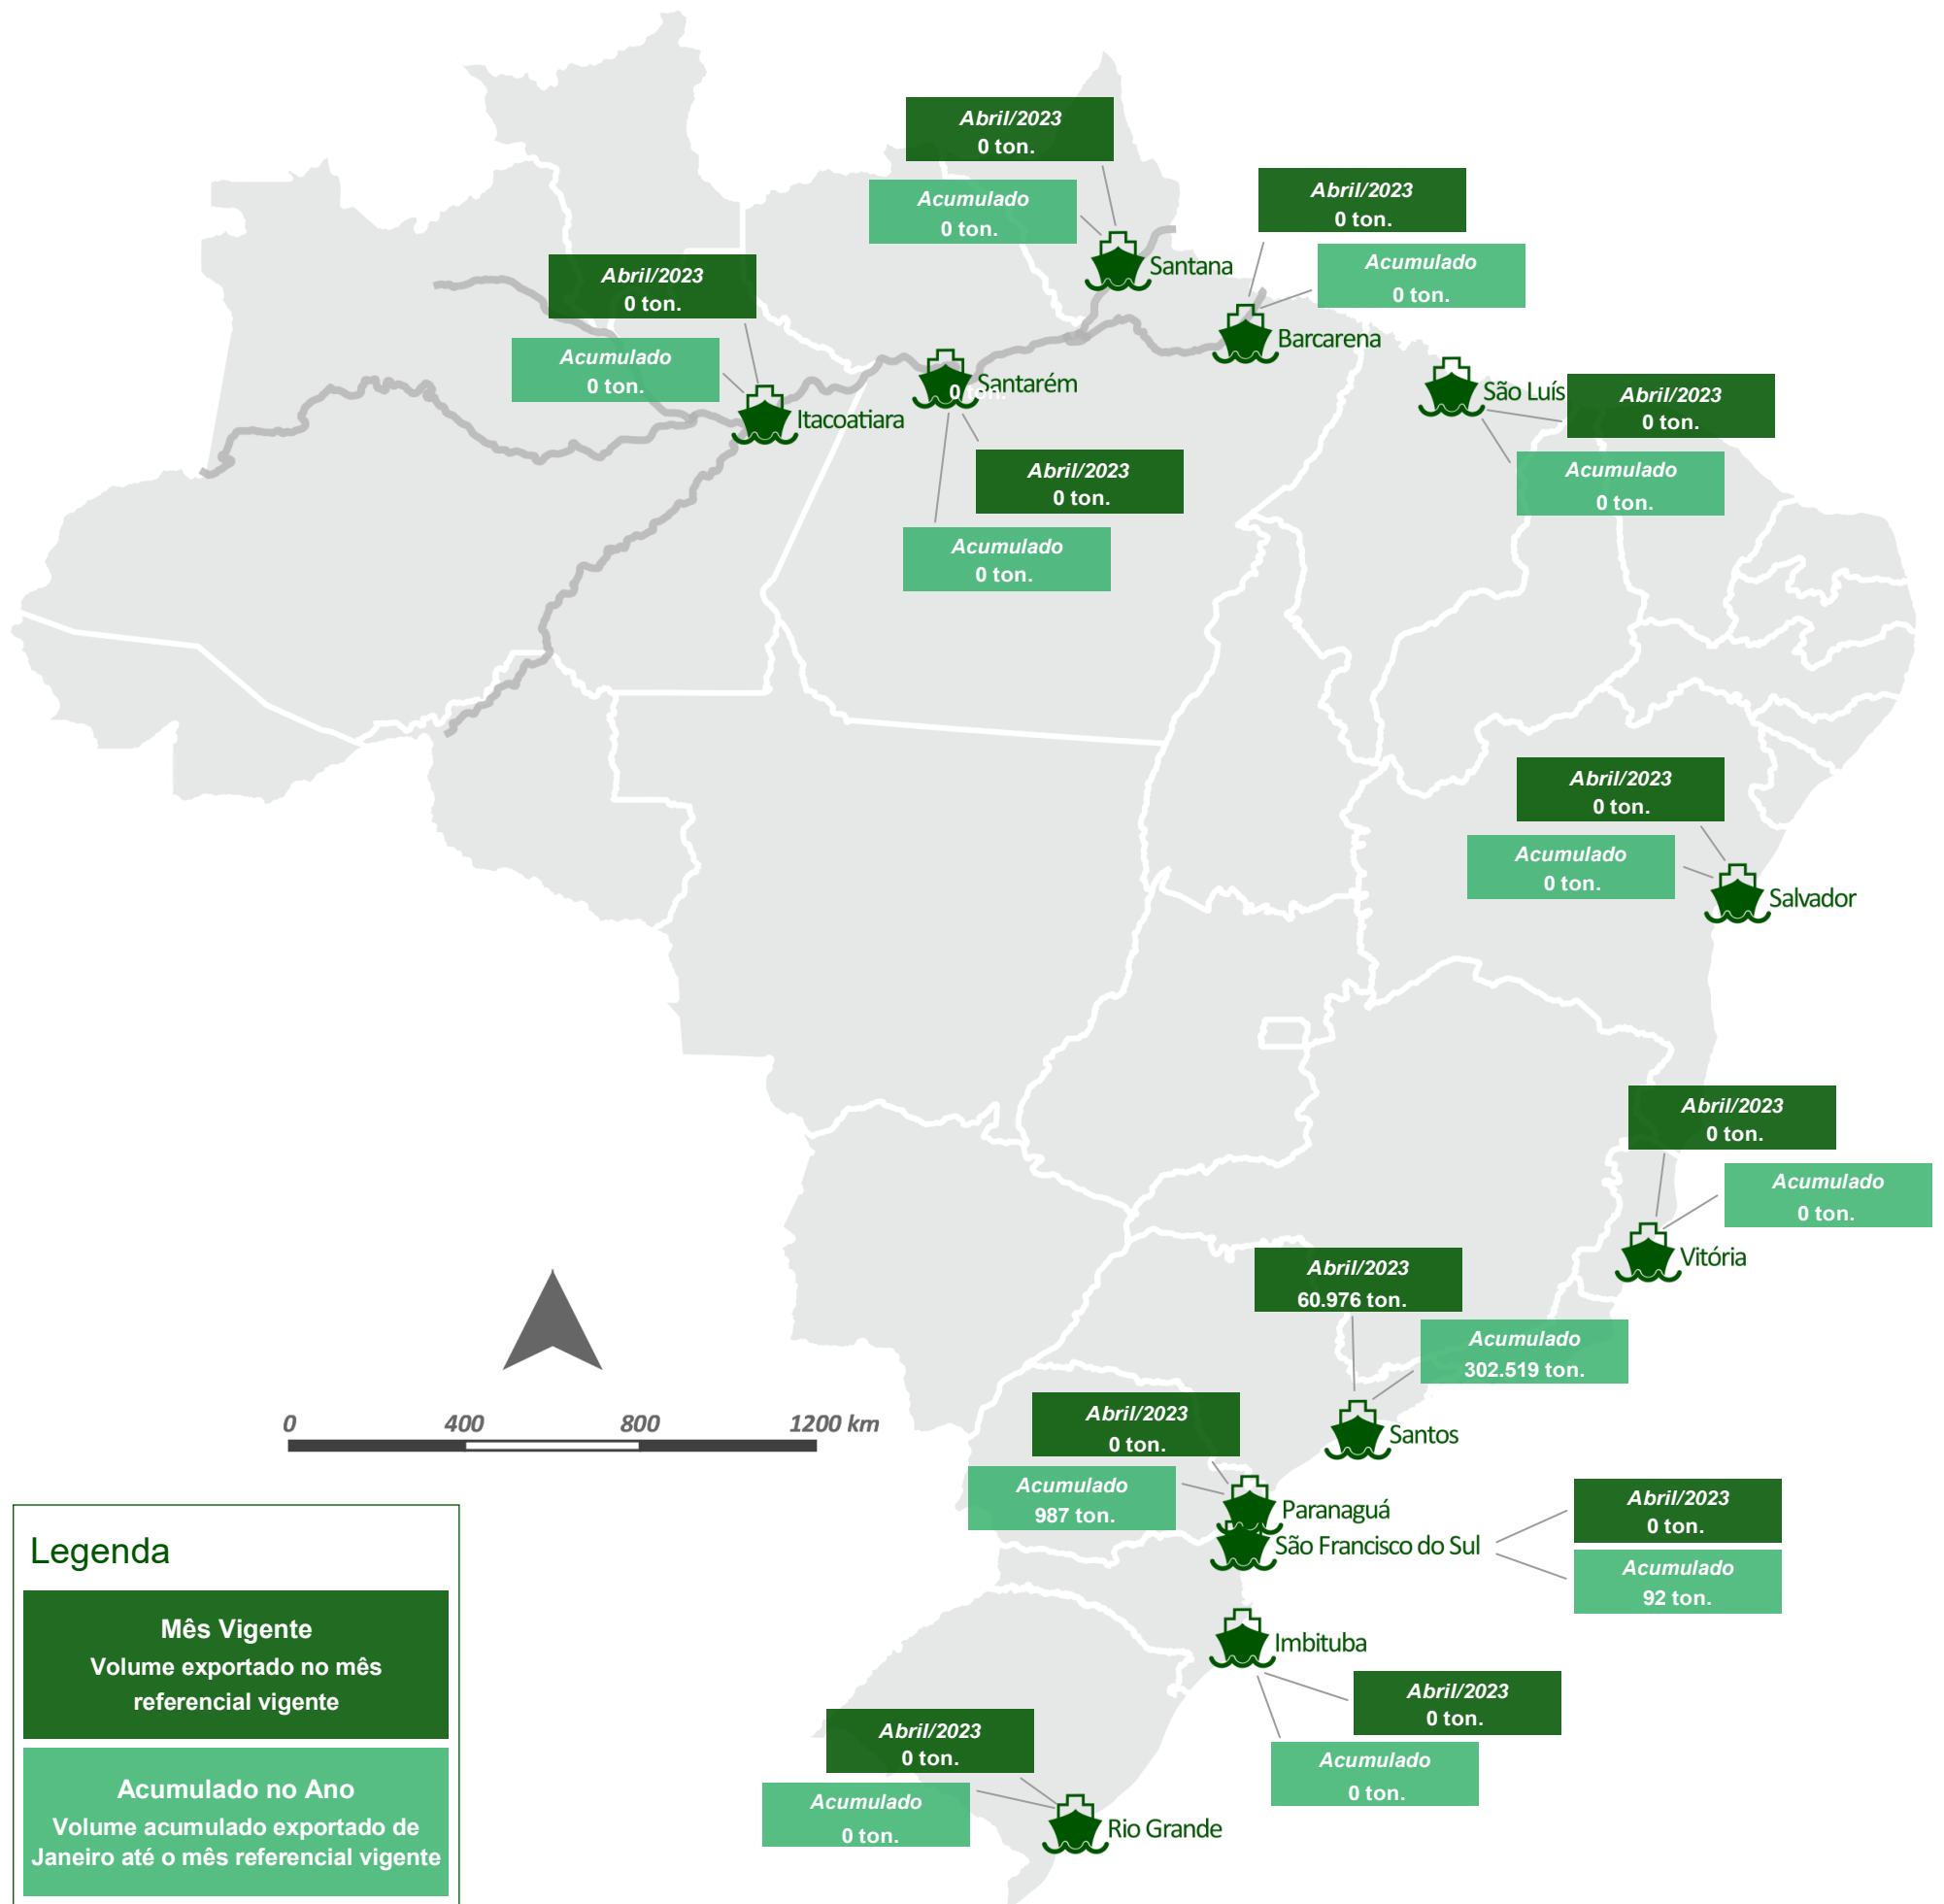 Abril/2023
0 ton.
Acumulado
0 ton.
Santana
Abril/2023
0 ton.
Acumulado
0 ton.
Barcarena
Abril/2023
0 ton.
Acumulado
0 ton.
Itacoatiara
Santarém
0 ton.
Abril/2023
0 ton.
Acumulado
0 ton.
São Luís
Abril/2023
0 ton.
Acumulado
0 ton.
Abril/2023
0 ton.
Acumulado
0 ton.
Salvador
Abril/2023
0 ton.
Acumulado
0 ton.
Vitória
Abril/2023
60.976 ton.
Acumulado
302.519 ton.
Santos
Abril/2023
0 ton.
Acumulado
987 ton.
Paranaguá
São Francisco do Sul
Abril/2023
0 ton.
Acumulado
92 ton.
Imbituba
Abril/2023
0 ton.
Acumulado
0 ton.
Abril/2023
0 ton.
Acumulado
0 ton.
Rio Grande
0 400 800 1200 km
Legenda
Mês Vigente
Volume exportado no mês
referencial vigente
Acumulado no Ano
Volume acumulado exportado de
Janeiro até o mês referencial vigente